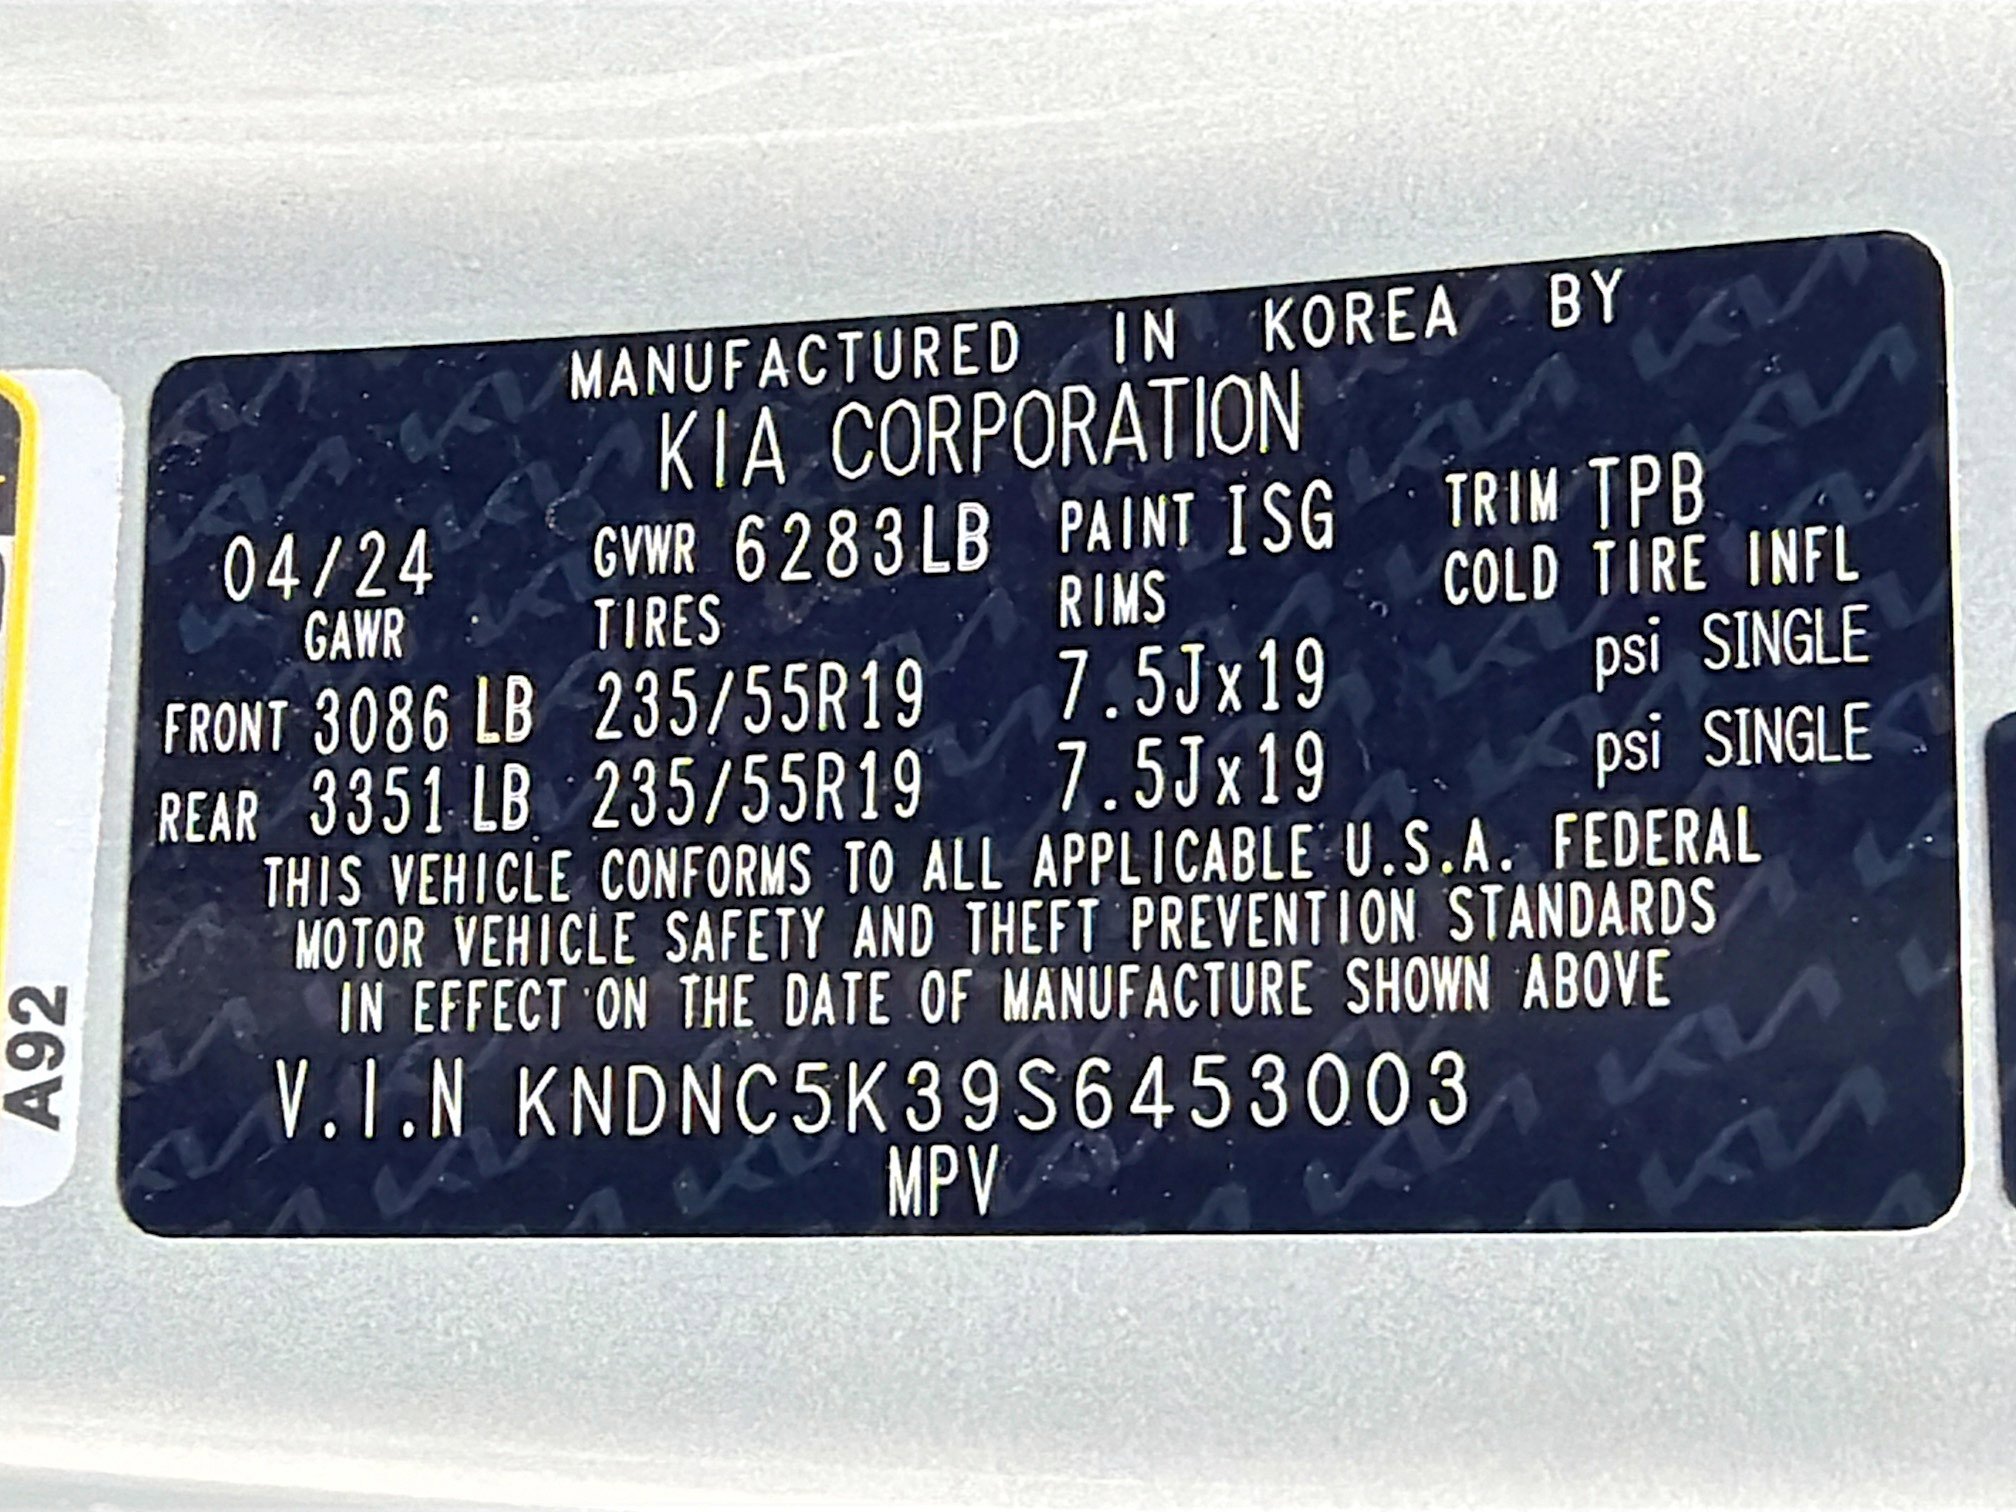 MANUFACTURED IN KOREA BY
KIA CORPORATION
04/24 GVWR 6283LB PAINT ISG TRIM TPB
GAWR TIRES RIMS COLD TIRE INFL
FRONT 3086 LB 235/55R19 7.5Jx19 psi SINGLE
REAR 3351 LB 235/55R19 7.5Jx19 psi SINGLE
THIS VEHICLE CONFORMS TO ALL APPLICABLE U.S.A. FEDERAL
MOTOR VEHICLE SAFETY AND THEFT PREVENTION STANDARDS
IN EFFECT ON THE DATE OF MANUFACTURE SHOWN ABOVE
V.I.N KNDNC5K39S6453003
MPV
A92